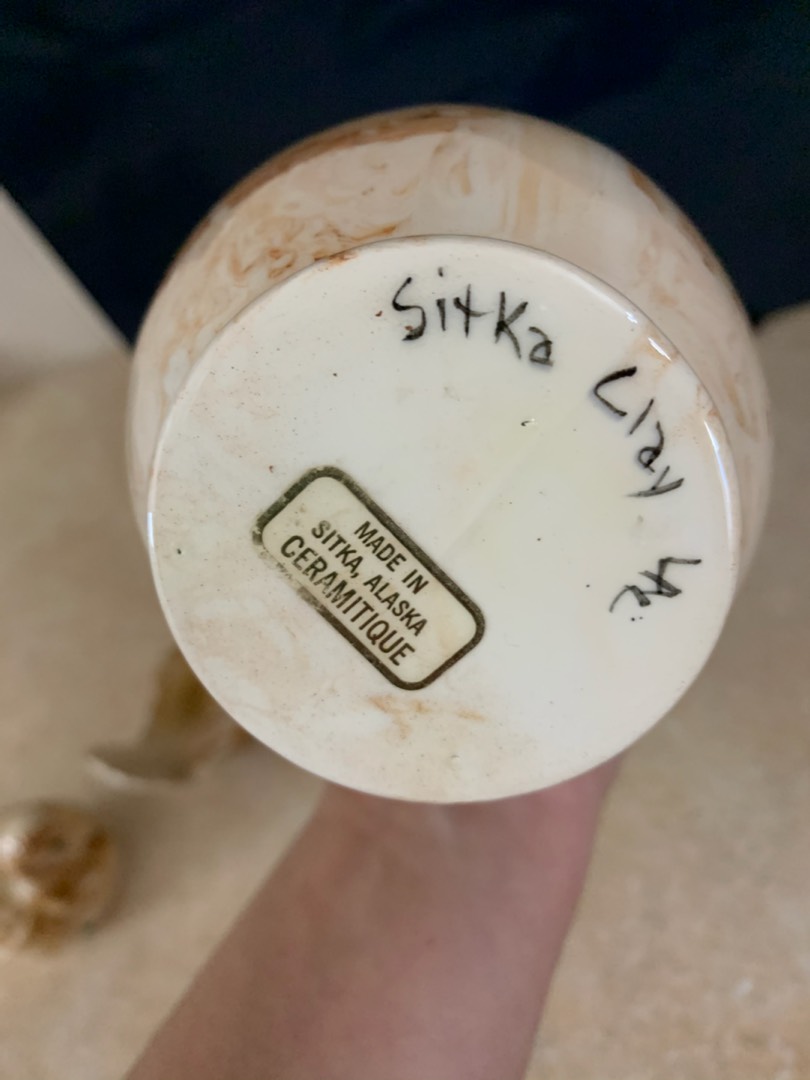 Sitka Clay
MADE IN
SITKA, ALASKA
CERAMITIQUE